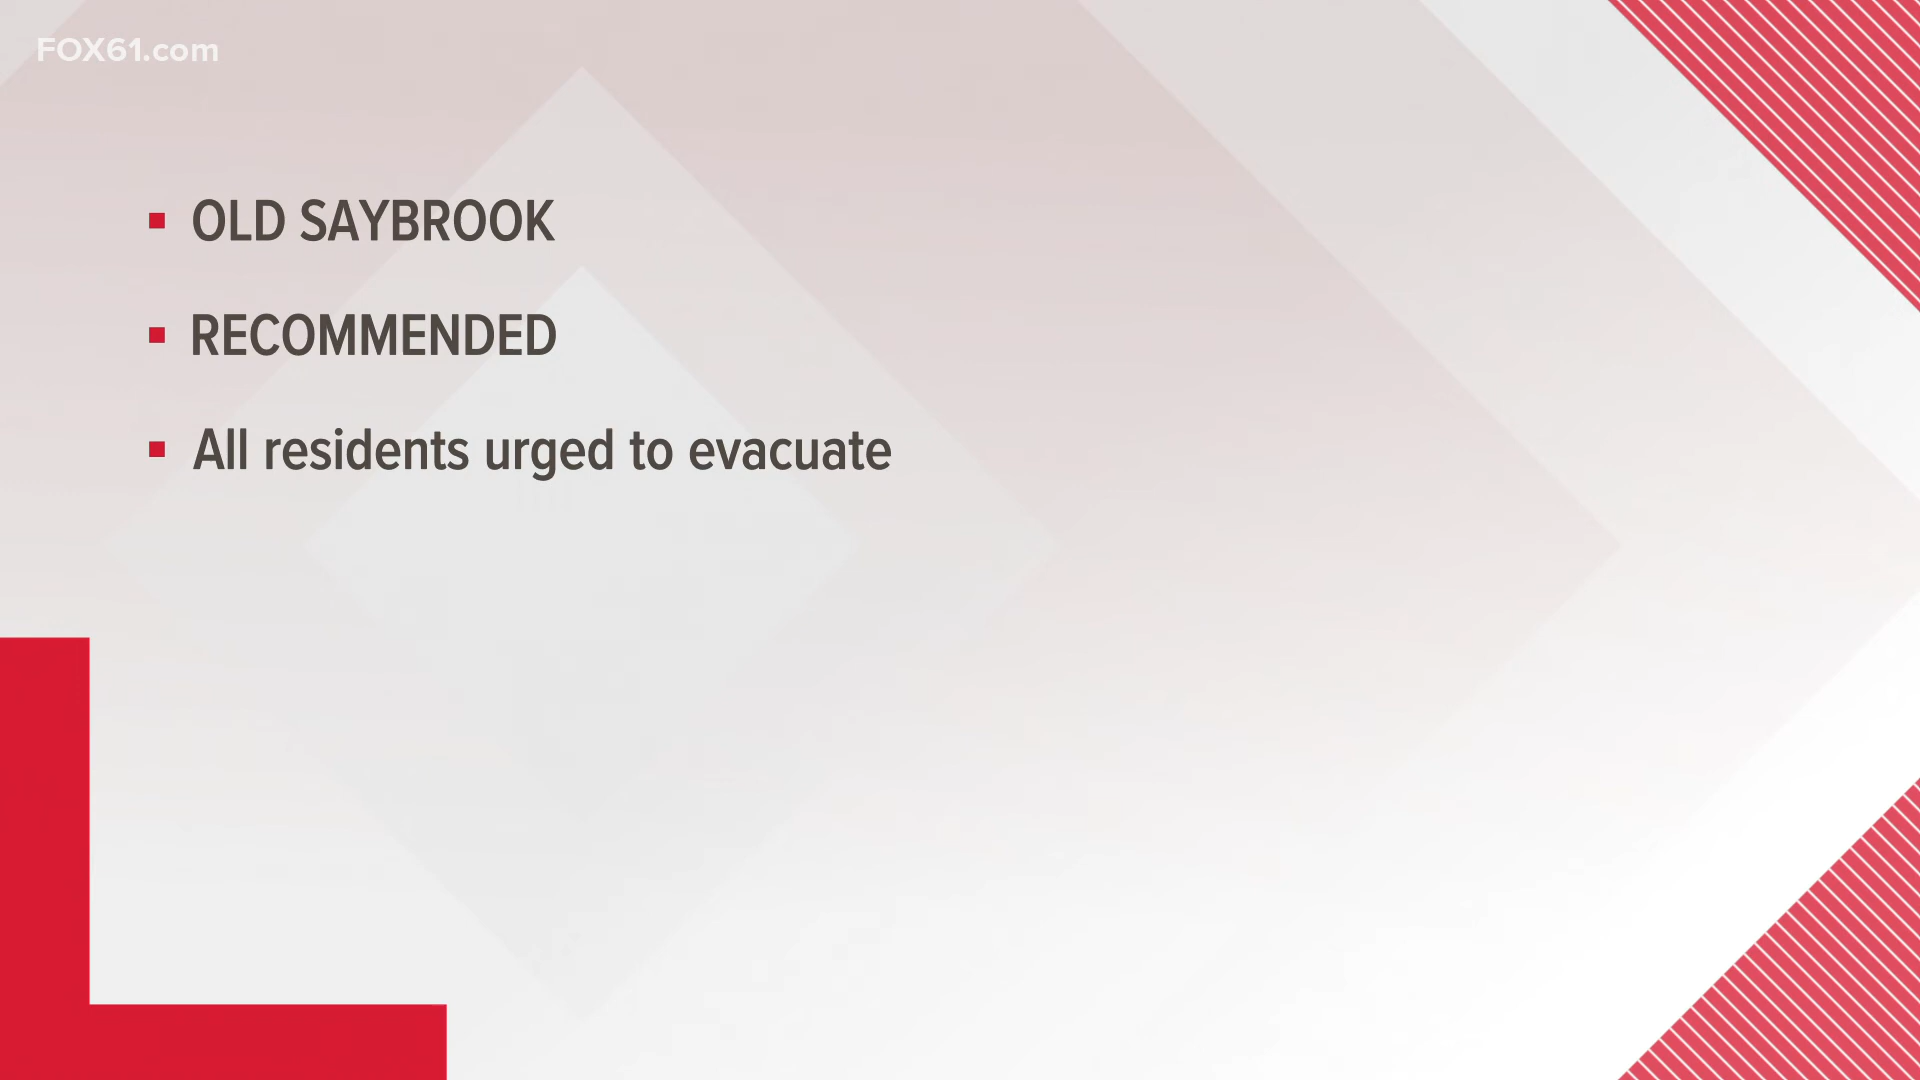 FOX61.com
OLD SAYBROOK
RECOMMENDED
All residents urged to evacuate